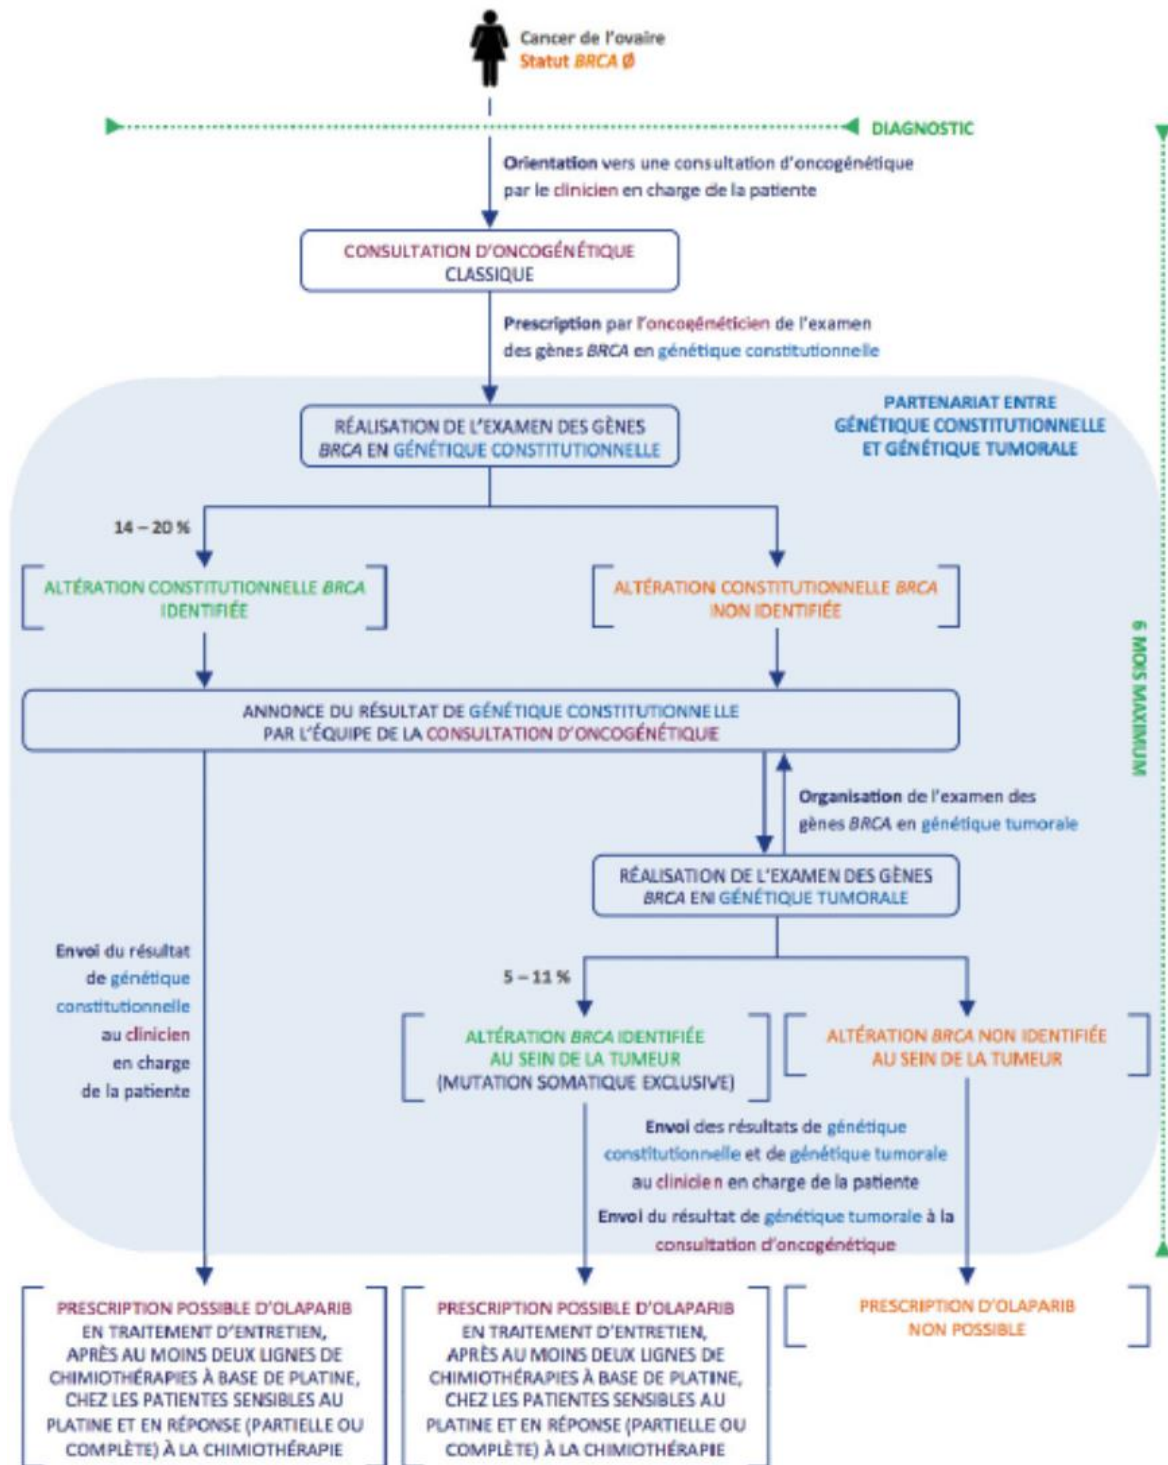 Cancer de l'ovaire
Statut BRCA Ø
DIAGNOSTIC
Orientation vers une consultation d'oncogénétique
par le clinicien en charge de la patiente
CONSULTATION D'ONCOGÉNÉTIQUE
CLASSIQUE
Prescription par l'oncogénéticien de l'examen
des gènes BRCA en génétique constitutionnelle
PARTENARIAT ENTRE
GÉNÉTIQUE CONSTITUTIONNELLE
ET GÉNÉTIQUE TUMORALE
RÉALISATION DE L'EXAMEN DES GÈNES
BRCA EN GÉNÉTIQUE CONSTITUTIONNELLE
14 – 20 %
ALTÉRATION CONSTITUTIONNELLE BRCA
IDENTIFIÉE
ALTÉRATION CONSTITUTIONNELLE BRCA
NON IDENTIFIÉE
6 MOIS MAXIMUM
ANNONCE DU RÉSULTAT DE GÉNÉTIQUE CONSTITUTIONNELLE
PAR L'ÉQUIPE DE LA CONSULTATION D'ONCOGÉNÉTIQUE
Organisation de l'examen des
gènes BRCA en génétique tumorale
RÉALISATION DE L'EXAMEN DES GÈNES
BRCA EN GÉNÉTIQUE TUMORALE
Envoi du résultat
de génétique
constitutionnelle
au clinicien
en charge
de la patiente
5 – 11 %
ALTÉRATION BRCA IDENTIFIÉE
AU SEIN DE LA TUMEUR
(MUTATION SOMATIQUE EXCLUSIVE)
ALTÉRATION BRCA NON IDENTIFIÉE
AU SEIN DE LA TUMEUR
Envoi des résultats de génétique
constitutionnelle et de génétique tumorale
au clinicien en charge de la patiente
Envoi du résultat de génétique tumorale à la
consultation d'oncogénétique
PRESCRIPTION POSSIBLE D'OLAPARIB
EN TRAITEMENT D'ENTRETIEN,
APRÈS AU MOINS DEUX LIGNES DE
CHIMIOTHÉRAPIES À BASE DE PLATINE,
CHEZ LES PATIENTES SENSIBLES AU
PLATINE ET EN RÉPONSE (PARTIELLE OU
COMPLÈTE) À LA CHIMIOTHÉRAPIE
PRESCRIPTION POSSIBLE D'OLAPARIB
EN TRAITEMENT D'ENTRETIEN,
APRÈS AU MOINS DEUX LIGNES DE
CHIMIOTHÉRAPIES À BASE DE PLATINE,
CHEZ LES PATIENTES SENSIBLES AU
PLATINE ET EN RÉPONSE (PARTIELLE OU
COMPLÈTE) À LA CHIMIOTHÉRAPIE
PRESCRIPTION D'OLAPARIB
NON POSSIBLE